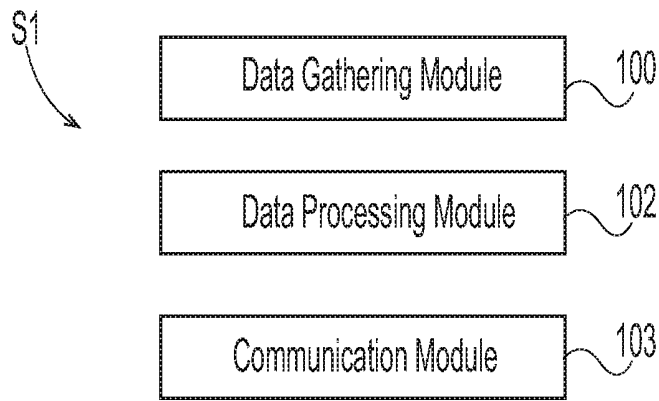 S1
Data Gathering Module 100
Data Processing Module 102
Communication Module 103